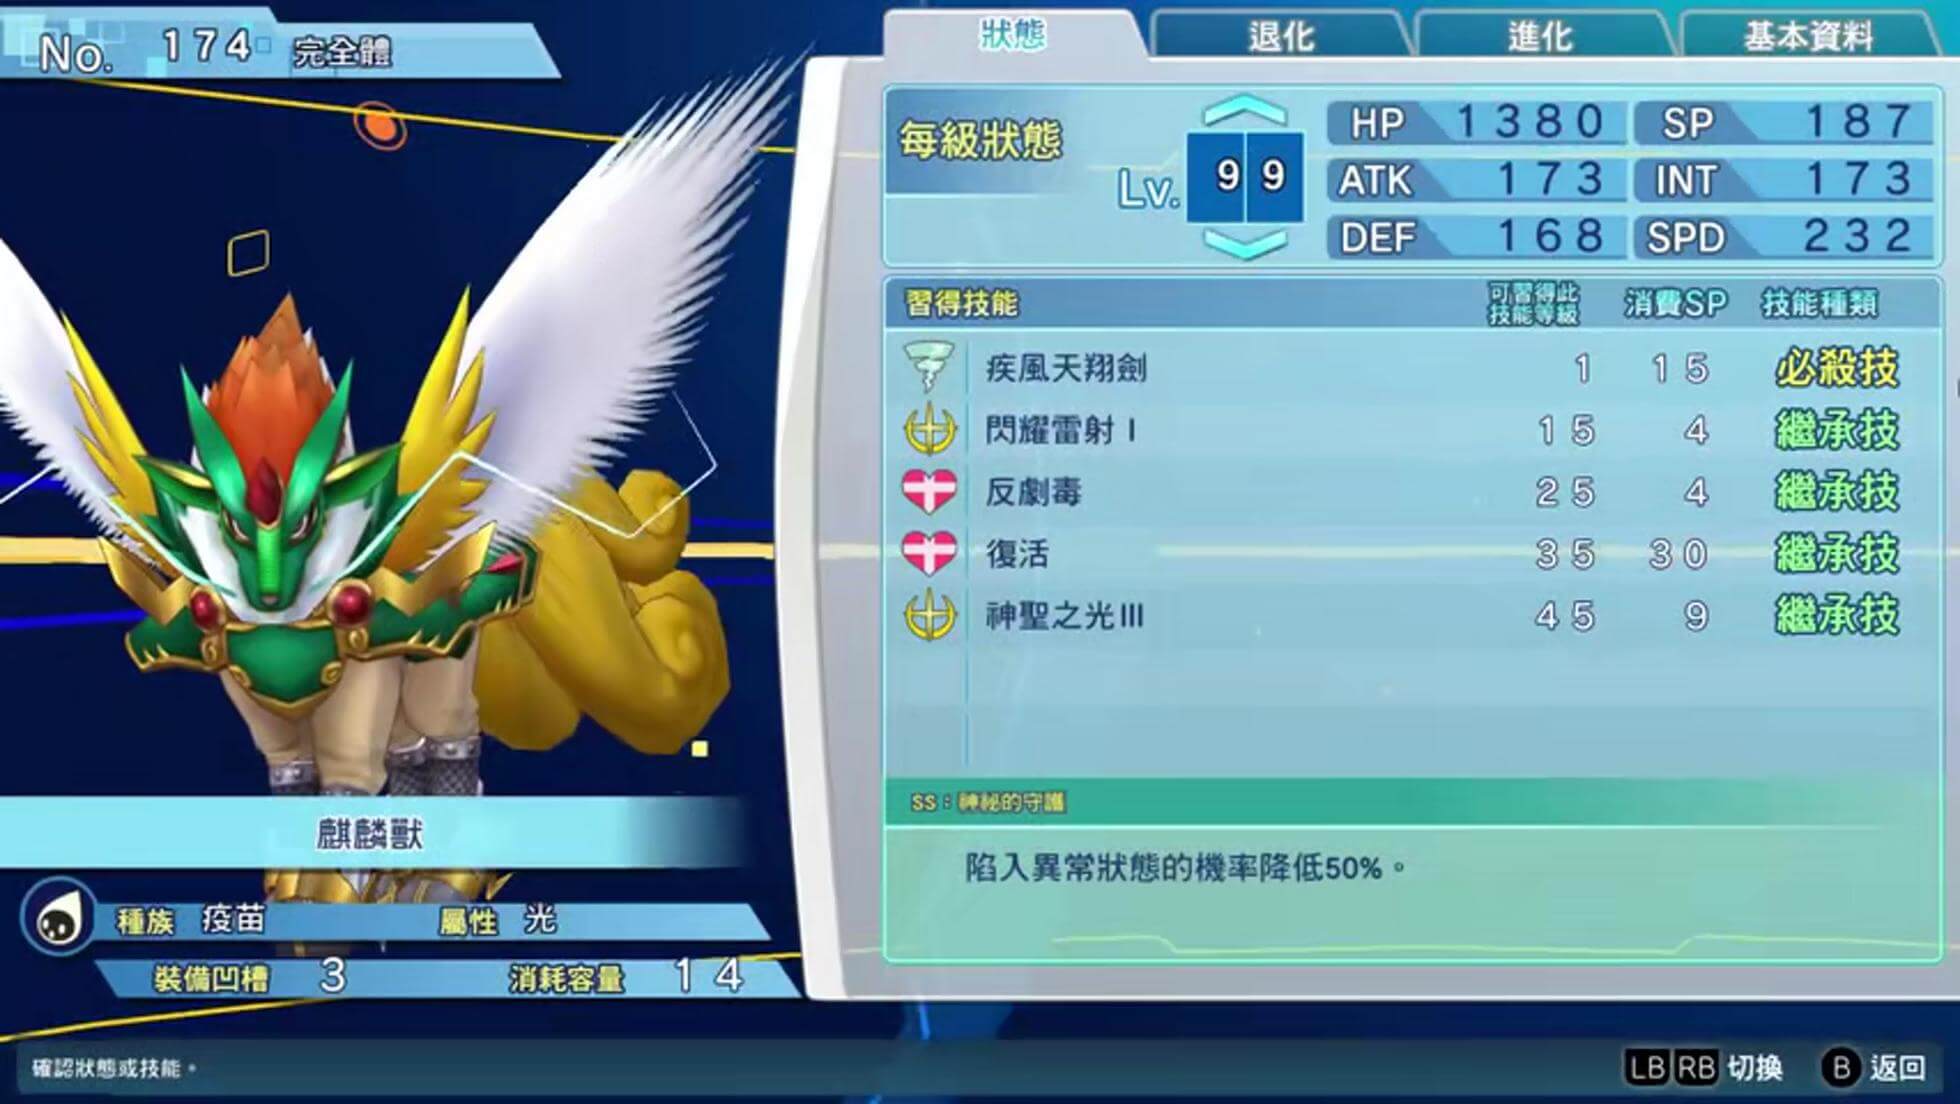 No. 174 完全體
狀態 退化 進化 基本資料
每級狀態
Lv. 99
HP 1380 SP 187
ATK 173 INT 173
DEF 168 SPD 232
習得技能 可習得此技能等級 消費SP 技能種類
疾風天翔劍 1 15 必殺技
閃耀雷射 I 15 4 繼承技
反劇毒 25 4 繼承技
復活 35 30 繼承技
神聖之光III 45 9 繼承技
SS：神秘的守護
陷入異常狀態的機率降低50%。
麒麟獸
種族 疫苗 屬性 光
裝備凹槽 3 消耗容量 14
確認狀態或技能。
LB RB 切換 B 返回